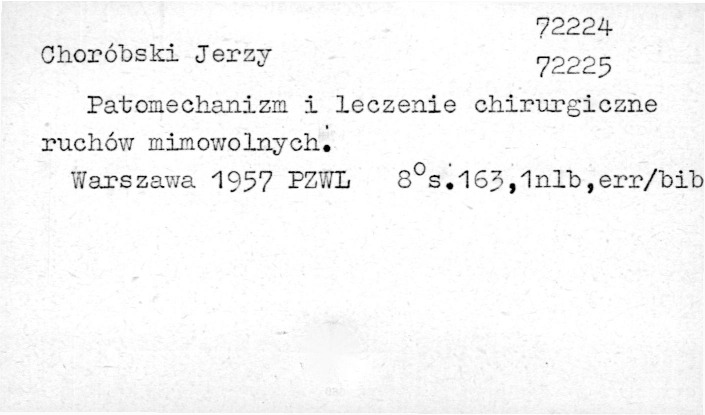 72224
Choróbski Jerzy
72225
Patomechanizm i leczenie chirurgiczne
ruchów mimowolnych.
Warszawa 1957 PZWL 8°s.163,1nlb,err/bib